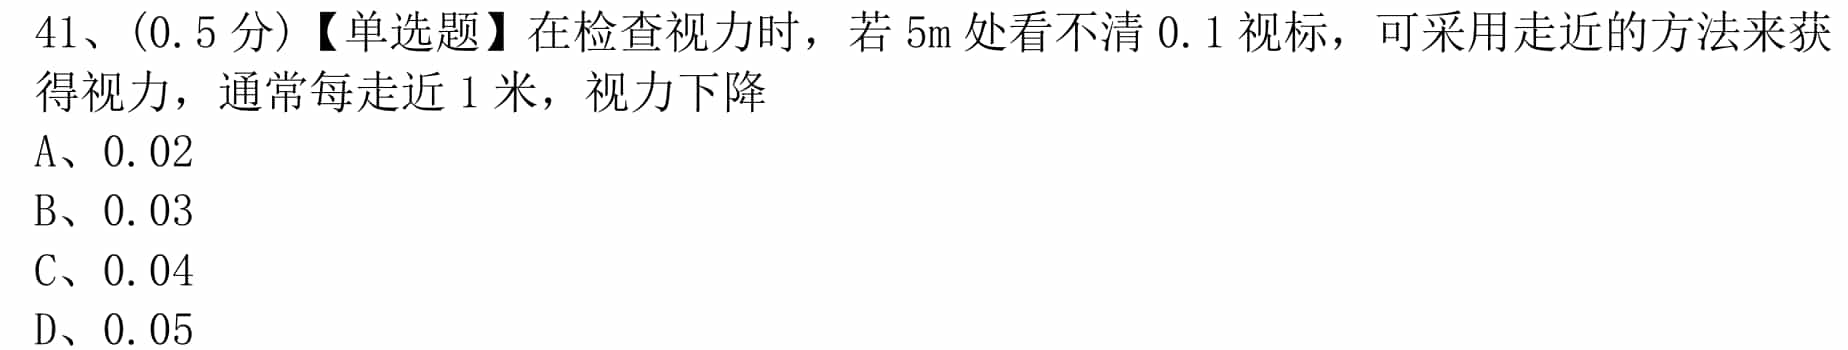 41、(0.5 分)【单选题】在检查视力时，若 5m 处看不清 0.1 视标，可采用走近的方法来获
得视力，通常每走近 1 米，视力下降
A、0.02
B、0.03
C、0.04
D、0.05